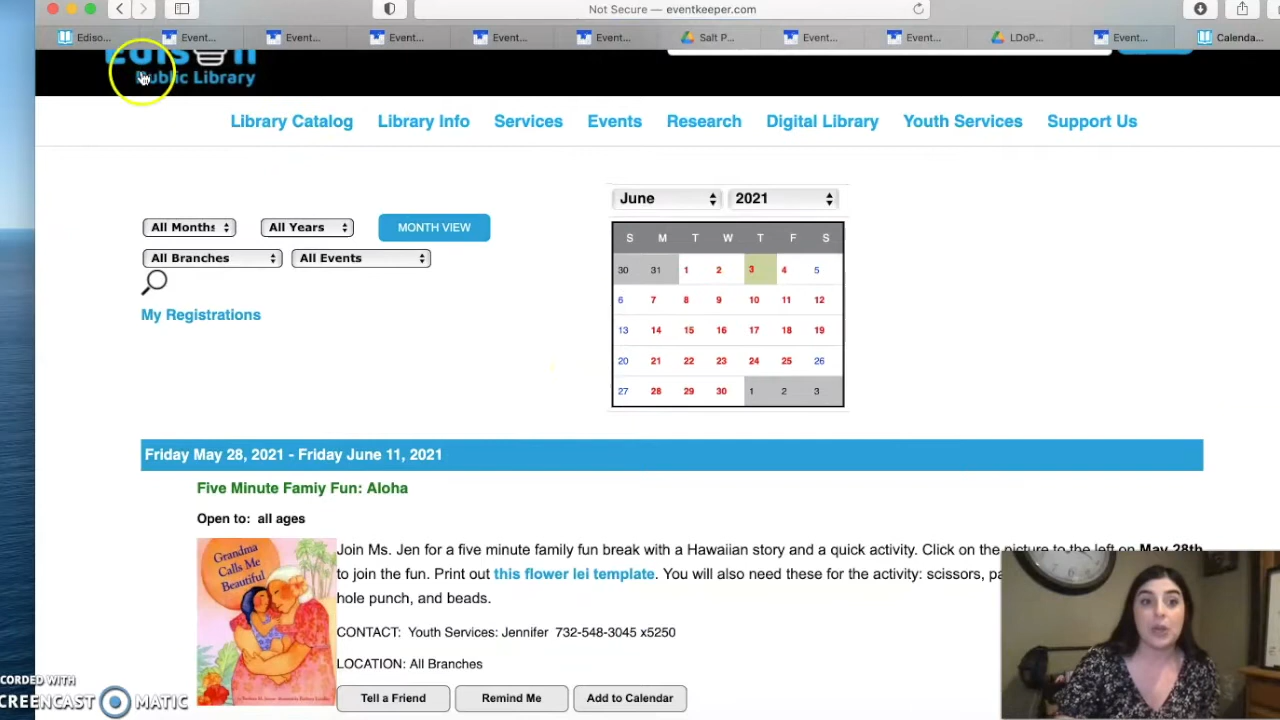 Not Secure — eventkeeper.com
Ediso... Event... Event... Event... Event... Event... Salt P... Event... Event... LDoP... Event... Calenda...
Edison
Public Library
Library Catalog Library Info Services Events Research Digital Library Youth Services Support Us
June 2021
All Months All Years MONTH VIEW
S M T W T F S
All Branches All Events
30 31 1 2 3 4 5
6 7 8 9 10 11 12
My Registrations
13 14 15 16 17 18 19
20 21 22 23 24 25 26
27 28 29 30 1 2 3
Friday May 28, 2021 - Friday June 11, 2021
Five Minute Famiy Fun: Aloha
Open to: all ages
Grandma
Calls Me
Beautiful
Join Ms. Jen for a five minute family fun break with a Hawaiian story and a quick activity. Click on the picture to the left on May 28th
to join the fun. Print out this flower lei template. You will also need these for the activity: scissors, pa
hole punch, and beads.
CONTACT: Youth Services: Jennifer 732-548-3045 x5250
LOCATION: All Branches
Tell a Friend Remind Me Add to Calendar
CORDED WITH
SCREENCAST MATIC